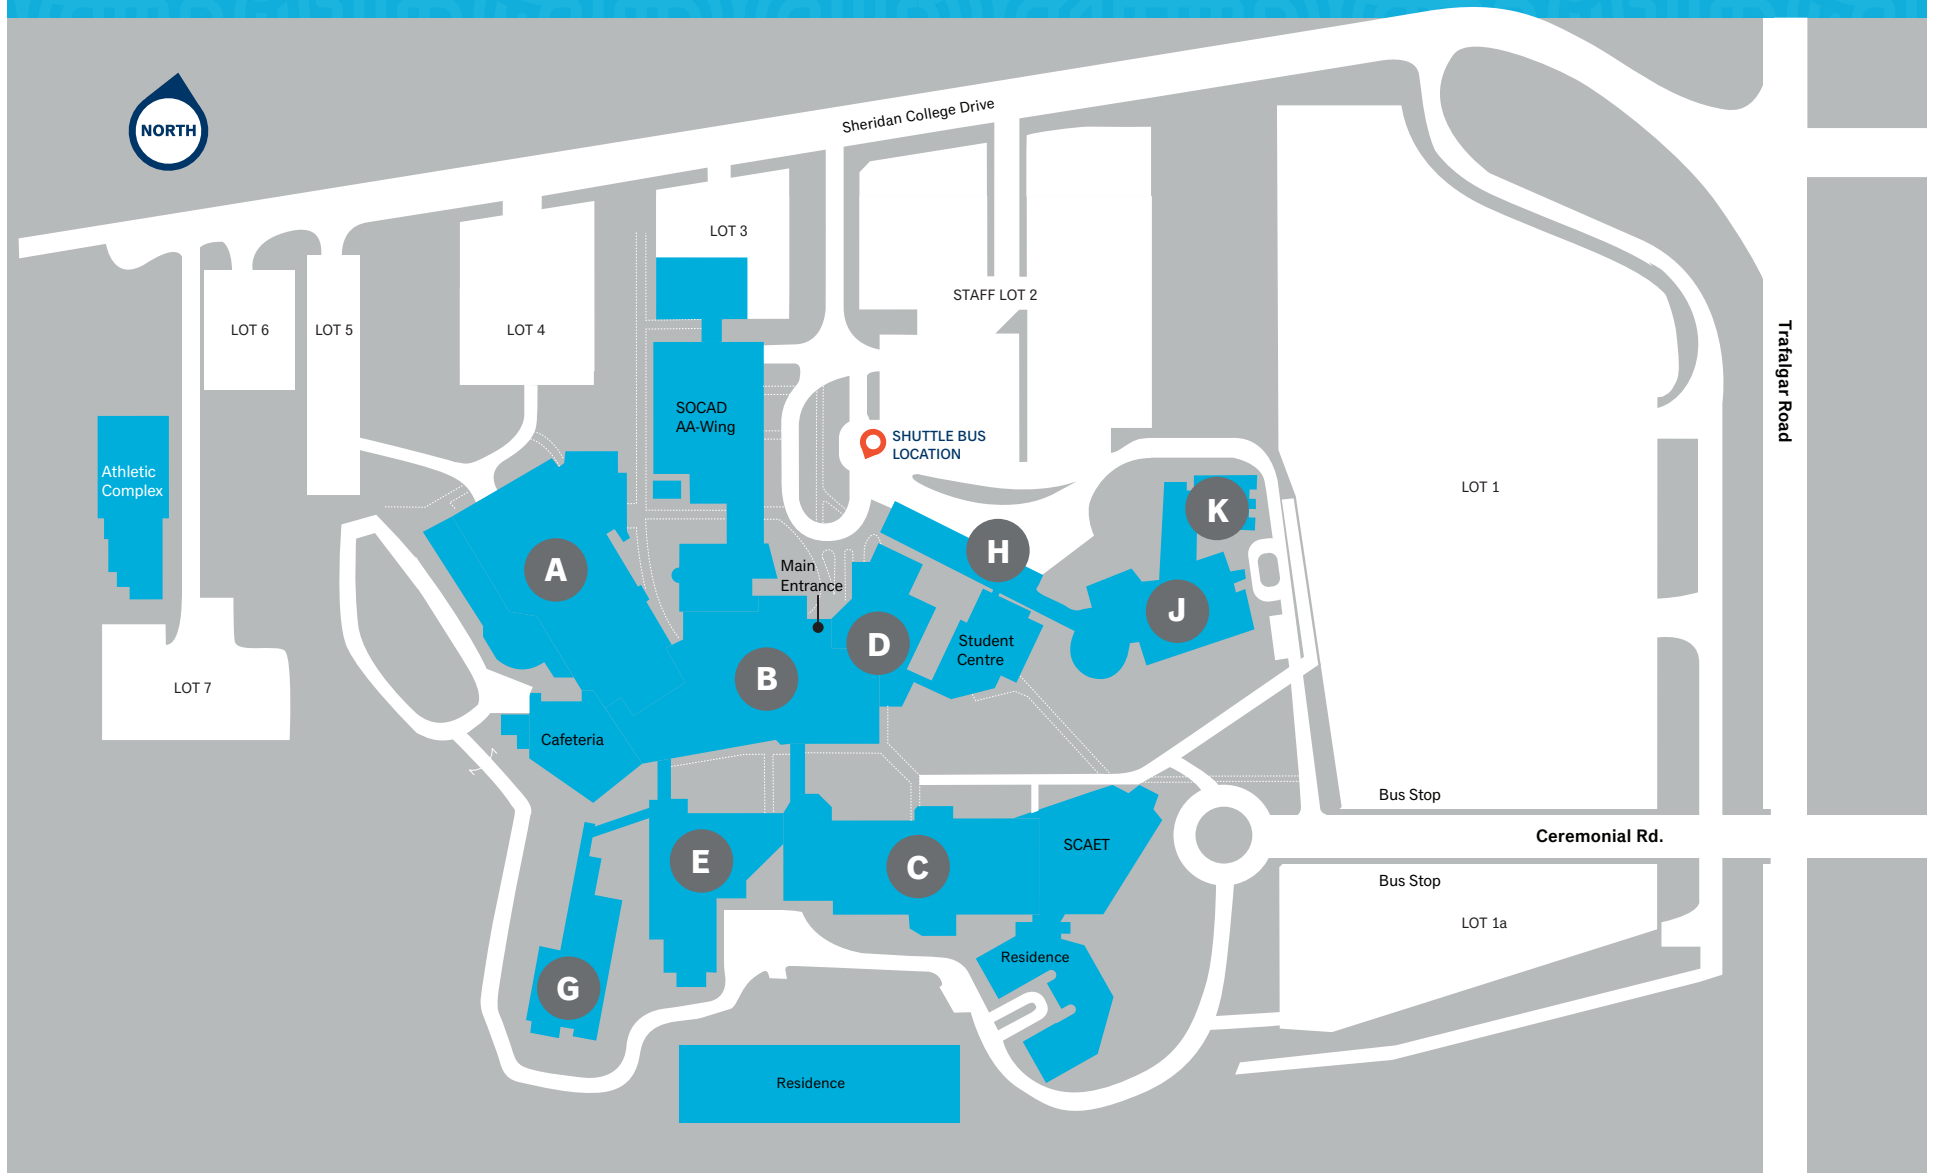 Sheridan College Drive
NORTH
LOT 3
STAFF LOT 2
LOT 6
LOT 5
LOT 4
Trafalgar Road
SOCAD
AA-Wing
SHUTTLE BUS
LOCATION
Athletic
Complex
LOT 1
K
H
A
Main
Entrance
J
D
Student
Centre
B
LOT 7
Cafeteria
Bus Stop
Ceremonial Rd.
SCAET
E
C
Bus Stop
LOT 1a
Residence
G
Residence